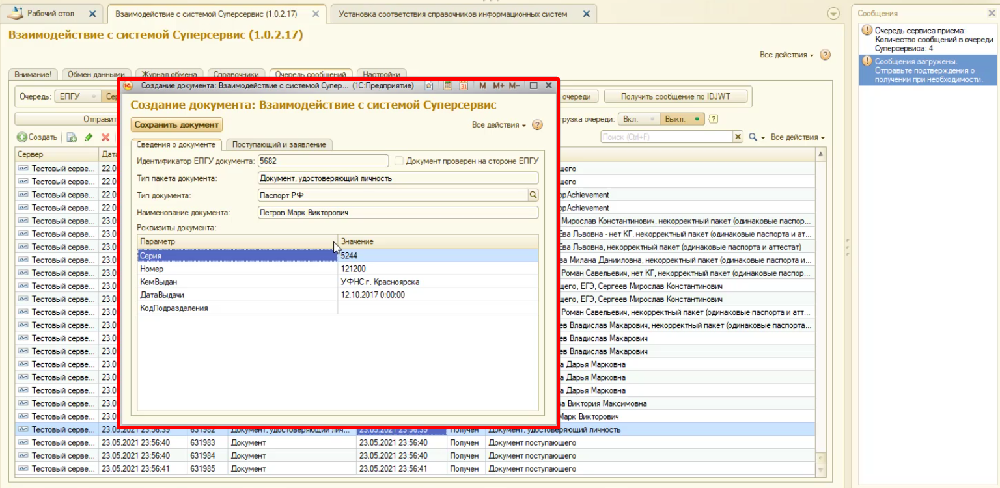 Рабочий стол
Взаимодействие с системой Суперсервис (1.0.2.17)
Установка соответствия справочников информационных систем
Взаимодействие с системой Суперсервис (1.0.2.17)
Все действия
Внимание! Обмен данными Журнал обмена Справочники Очередь сообщений Настройки
Очередь: ЕПГУ Сер
очереди Получить сообщение по IDJWT
Отправит
грузка очереди: Вкл. Выкл. ?
Создать
Поиск (Ctrl+F) Все действия
Сервер Дата
Тестовый серве... 22.0 щего
Тестовый серве... 22.0 щего
Тестовый серве... 22.0 opAchievement
Тестовый серве... 22.0 opAchievement
Тестовый серве... 23.0 Мирослав Константинович, некорректный пакет (одинаковые паспор...
Тестовый серве... 23.0 Ева Львовна - нет КГ, некорректный пакет (одинаковые паспорта и ат...
Тестовый серве... 23.0 Ева Львовна, некорректный пакет (одинаковые паспорта и аттестат)
Тестовый серве... 23.0 ва Милана Данииловна, некорректный пакет (одинаковые паспорта и...
Тестовый серве... 23.0 Роман Савельевич, нет КГ, некорректный пакет (одинаковые паспор...
Тестовый серве... 23.0 щего, ЕГЭ, Сергеев Мирослав Константинович
Тестовый серве... 23.0 щего, ЕГЭ, Сергеев Мирослав Константинович
Тестовый серве... 23.0 Роман Савельевич, некорректный пакет (одинаковые паспорта и атт...
Тестовый серве... 23.0 ев Владислав Макарович, некорректный пакет (одинаковые паспорта...
Тестовый серве... 23.0 ев Владислав Макарович
Тестовый серве... 23.0 ев Владислав Макарович
Тестовый серве... 23.0 а Дарья Марковна
Тестовый серве... 23.0 а Дарья Марковна
Тестовый серве... 23.0 а Дарья Марковна
Тестовый серве... 23.0 ва Виктория Максимовна
Тестовый серве... 23.0 Марк Викторович
Тестовый серве... 23.05.2021 23:56:39 631982 Документ, удостоверяющий лич... 23.05.2021 23:56:39 Получен Документ, удостоверяющий личность
Тестовый серве... 23.05.2021 23:56:40 631983 Документ 23.05.2021 23:56:40 Получен Документ поступающего
Тестовый серве... 23.05.2021 23:56:40 631984 Документ 23.05.2021 23:56:40 Получен Документ поступающего
Тестовый серве... 23.05.2021 23:56:41 631985 Документ 23.05.2021 23:56:41 Получен Документ поступающего
Создание документа: Взаимодействие с системой Супер... (1С:Предприятие) 31 M M+ M-
Создание документа: Взаимодействие с системой Суперсервис
Сохранить документ Все действия
Сведения о документе Поступающий и заявление
Идентификатор ЕПГУ документа: 5682 Документ проверен на стороне ЕПГУ
Тип пакета документа: Документ, удостоверяющий личность
Тип документа: Паспорт РФ
Наименование документа: Петров Марк Викторович
Реквизиты документа:
Параметр Значение
Серия 5244
Номер 121200
КемВыдан УФНС г. Красноярска
ДатаВыдачи 12.10.2017 0:00:00
КодПодразделения
Сообщения
Очередь сервиса приема:
Количество сообщений в очереди
Суперсервиса: 4
Сообщения загружены.
Отправьте подтверждения о
получении при необходимости.